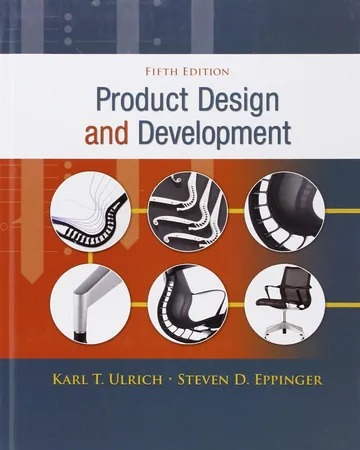 Fifth Edition
Product Design
and Development
Karl T. Ulrich • Steven D. Eppinger